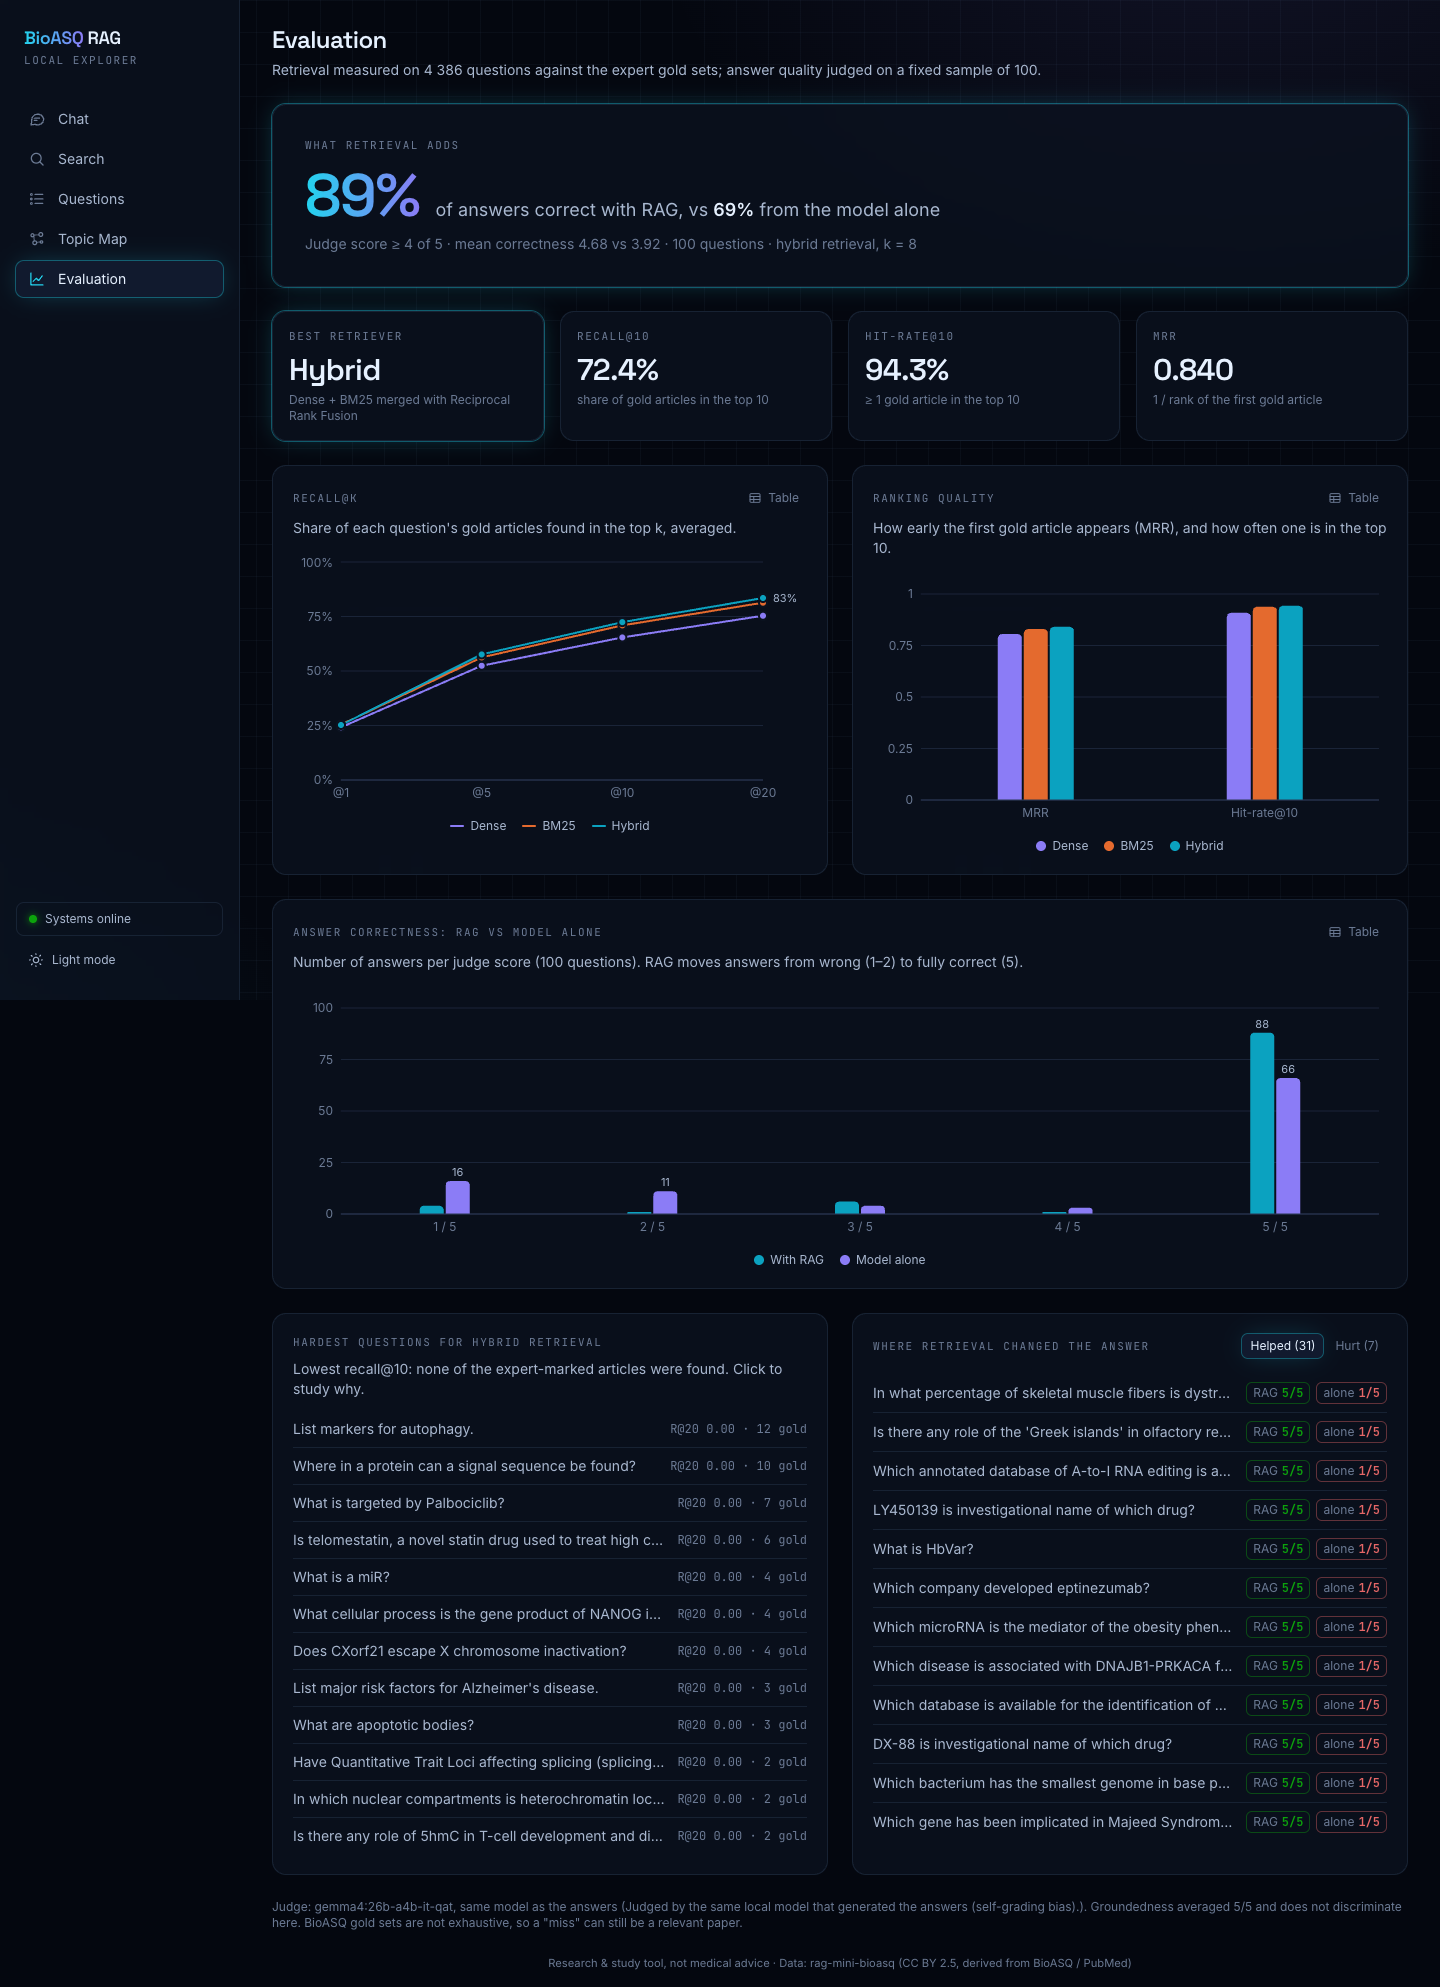 BioASQ RAG
LOCAL EXPLORER
Chat
Search
Questions
Topic Map
Evaluation
Systems online
Light mode
Evaluation
Retrieval measured on 4 386 questions against the expert gold sets; answer quality judged on a fixed sample of 100.
WHAT RETRIEVAL ADDS
89% of answers correct with RAG, vs 69% from the model alone
Judge score ≥ 4 of 5 · mean correctness 4.68 vs 3.92 · 100 questions · hybrid retrieval, k = 8
BEST RETRIEVER
Hybrid
Dense + BM25 merged with Reciprocal
Rank Fusion
RECALL@10
72.4%
share of gold articles in the top 10
HIT-RATE@10
94.3%
≥ 1 gold article in the top 10
MRR
0.840
1 / rank of the first gold article
RECALL@K
Table
Share of each question's gold articles found in the top k, averaged.
100%
75%
50%
25%
0%
83%
@1 @5 @10 @20
Dense BM25 Hybrid
RANKING QUALITY
Table
How early the first gold article appears (MRR), and how often one is in the top
10.
1
0.75
0.5
0.25
0
MRR Hit-rate@10
Dense BM25 Hybrid
ANSWER CORRECTNESS: RAG VS MODEL ALONE
Table
Number of answers per judge score (100 questions). RAG moves answers from wrong (1–2) to fully correct (5).
100
75
50
25
0
16
11
88
66
1 / 5 2 / 5 3 / 5 4 / 5 5 / 5
With RAG Model alone
HARDEST QUESTIONS FOR HYBRID RETRIEVAL
Lowest recall@10: none of the expert-marked articles were found. Click to
study why.
List markers for autophagy. R@20 0.00 · 12 gold
Where in a protein can a signal sequence be found? R@20 0.00 · 10 gold
What is targeted by Palbociclib? R@20 0.00 · 7 gold
Is telomestatin, a novel statin drug used to treat high c... R@20 0.00 · 6 gold
What is a miR? R@20 0.00 · 4 gold
What cellular process is the gene product of NANOG i... R@20 0.00 · 4 gold
Does CXorf21 escape X chromosome inactivation? R@20 0.00 · 4 gold
List major risk factors for Alzheimer's disease. R@20 0.00 · 3 gold
What are apoptotic bodies? R@20 0.00 · 3 gold
Have Quantitative Trait Loci affecting splicing (splicing... R@20 0.00 · 2 gold
In which nuclear compartments is heterochromatin loc... R@20 0.00 · 2 gold
Is there any role of 5hmC in T-cell development and di... R@20 0.00 · 2 gold
WHERE RETRIEVAL CHANGED THE ANSWER
Helped (31) Hurt (7)
In what percentage of skeletal muscle fibers is dystr... RAG 5/5 alone 1/5
Is there any role of the 'Greek islands' in olfactory re... RAG 5/5 alone 1/5
Which annotated database of A-to-I RNA editing is a... RAG 5/5 alone 1/5
LY450139 is investigational name of which drug? RAG 5/5 alone 1/5
What is HbVar? RAG 5/5 alone 1/5
Which company developed eptinezumab? RAG 5/5 alone 1/5
Which microRNA is the mediator of the obesity phen... RAG 5/5 alone 1/5
Which disease is associated with DNAJB1-PRKACA f... RAG 5/5 alone 1/5
Which database is available for the identification of ... RAG 5/5 alone 1/5
DX-88 is investigational name of which drug? RAG 5/5 alone 1/5
Which bacterium has the smallest genome in base p... RAG 5/5 alone 1/5
Which gene has been implicated in Majeed Syndrom... RAG 5/5 alone 1/5
Judge: gemma4:26b-a4b-it-qat, same model as the answers (Judged by the same local model that generated the answers (self-grading bias).). Groundedness averaged 5/5 and does not discriminate
here. BioASQ gold sets are not exhaustive, so a "miss" can still be a relevant paper.
Research & study tool, not medical advice · Data: rag-mini-bioasq (CC BY 2.5, derived from BioASQ / PubMed)